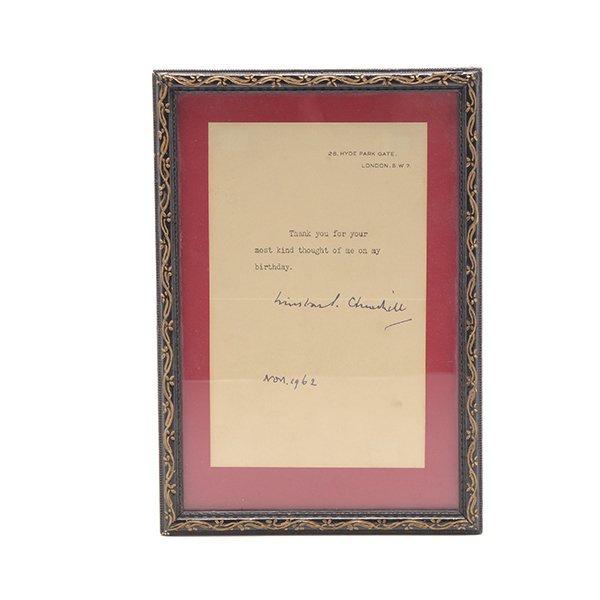 28, HYDE PARK GATE,
LONDON, S.W.7.
Thank you for your
most kind thought of me on my
birthday.
Winston S. Churchill
Nov. 1962